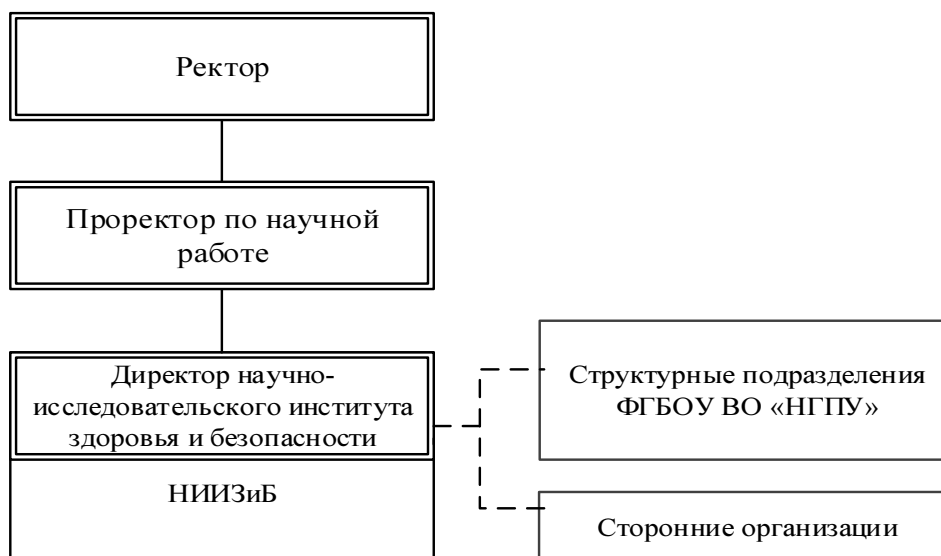 Ректор
Проректор по научной
работе
Директор научно-
исследовательского института
здоровья и безопасности
НИИЗиБ
Структурные подразделения
ФГБОУ ВО «НГПУ»
Сторонние организации